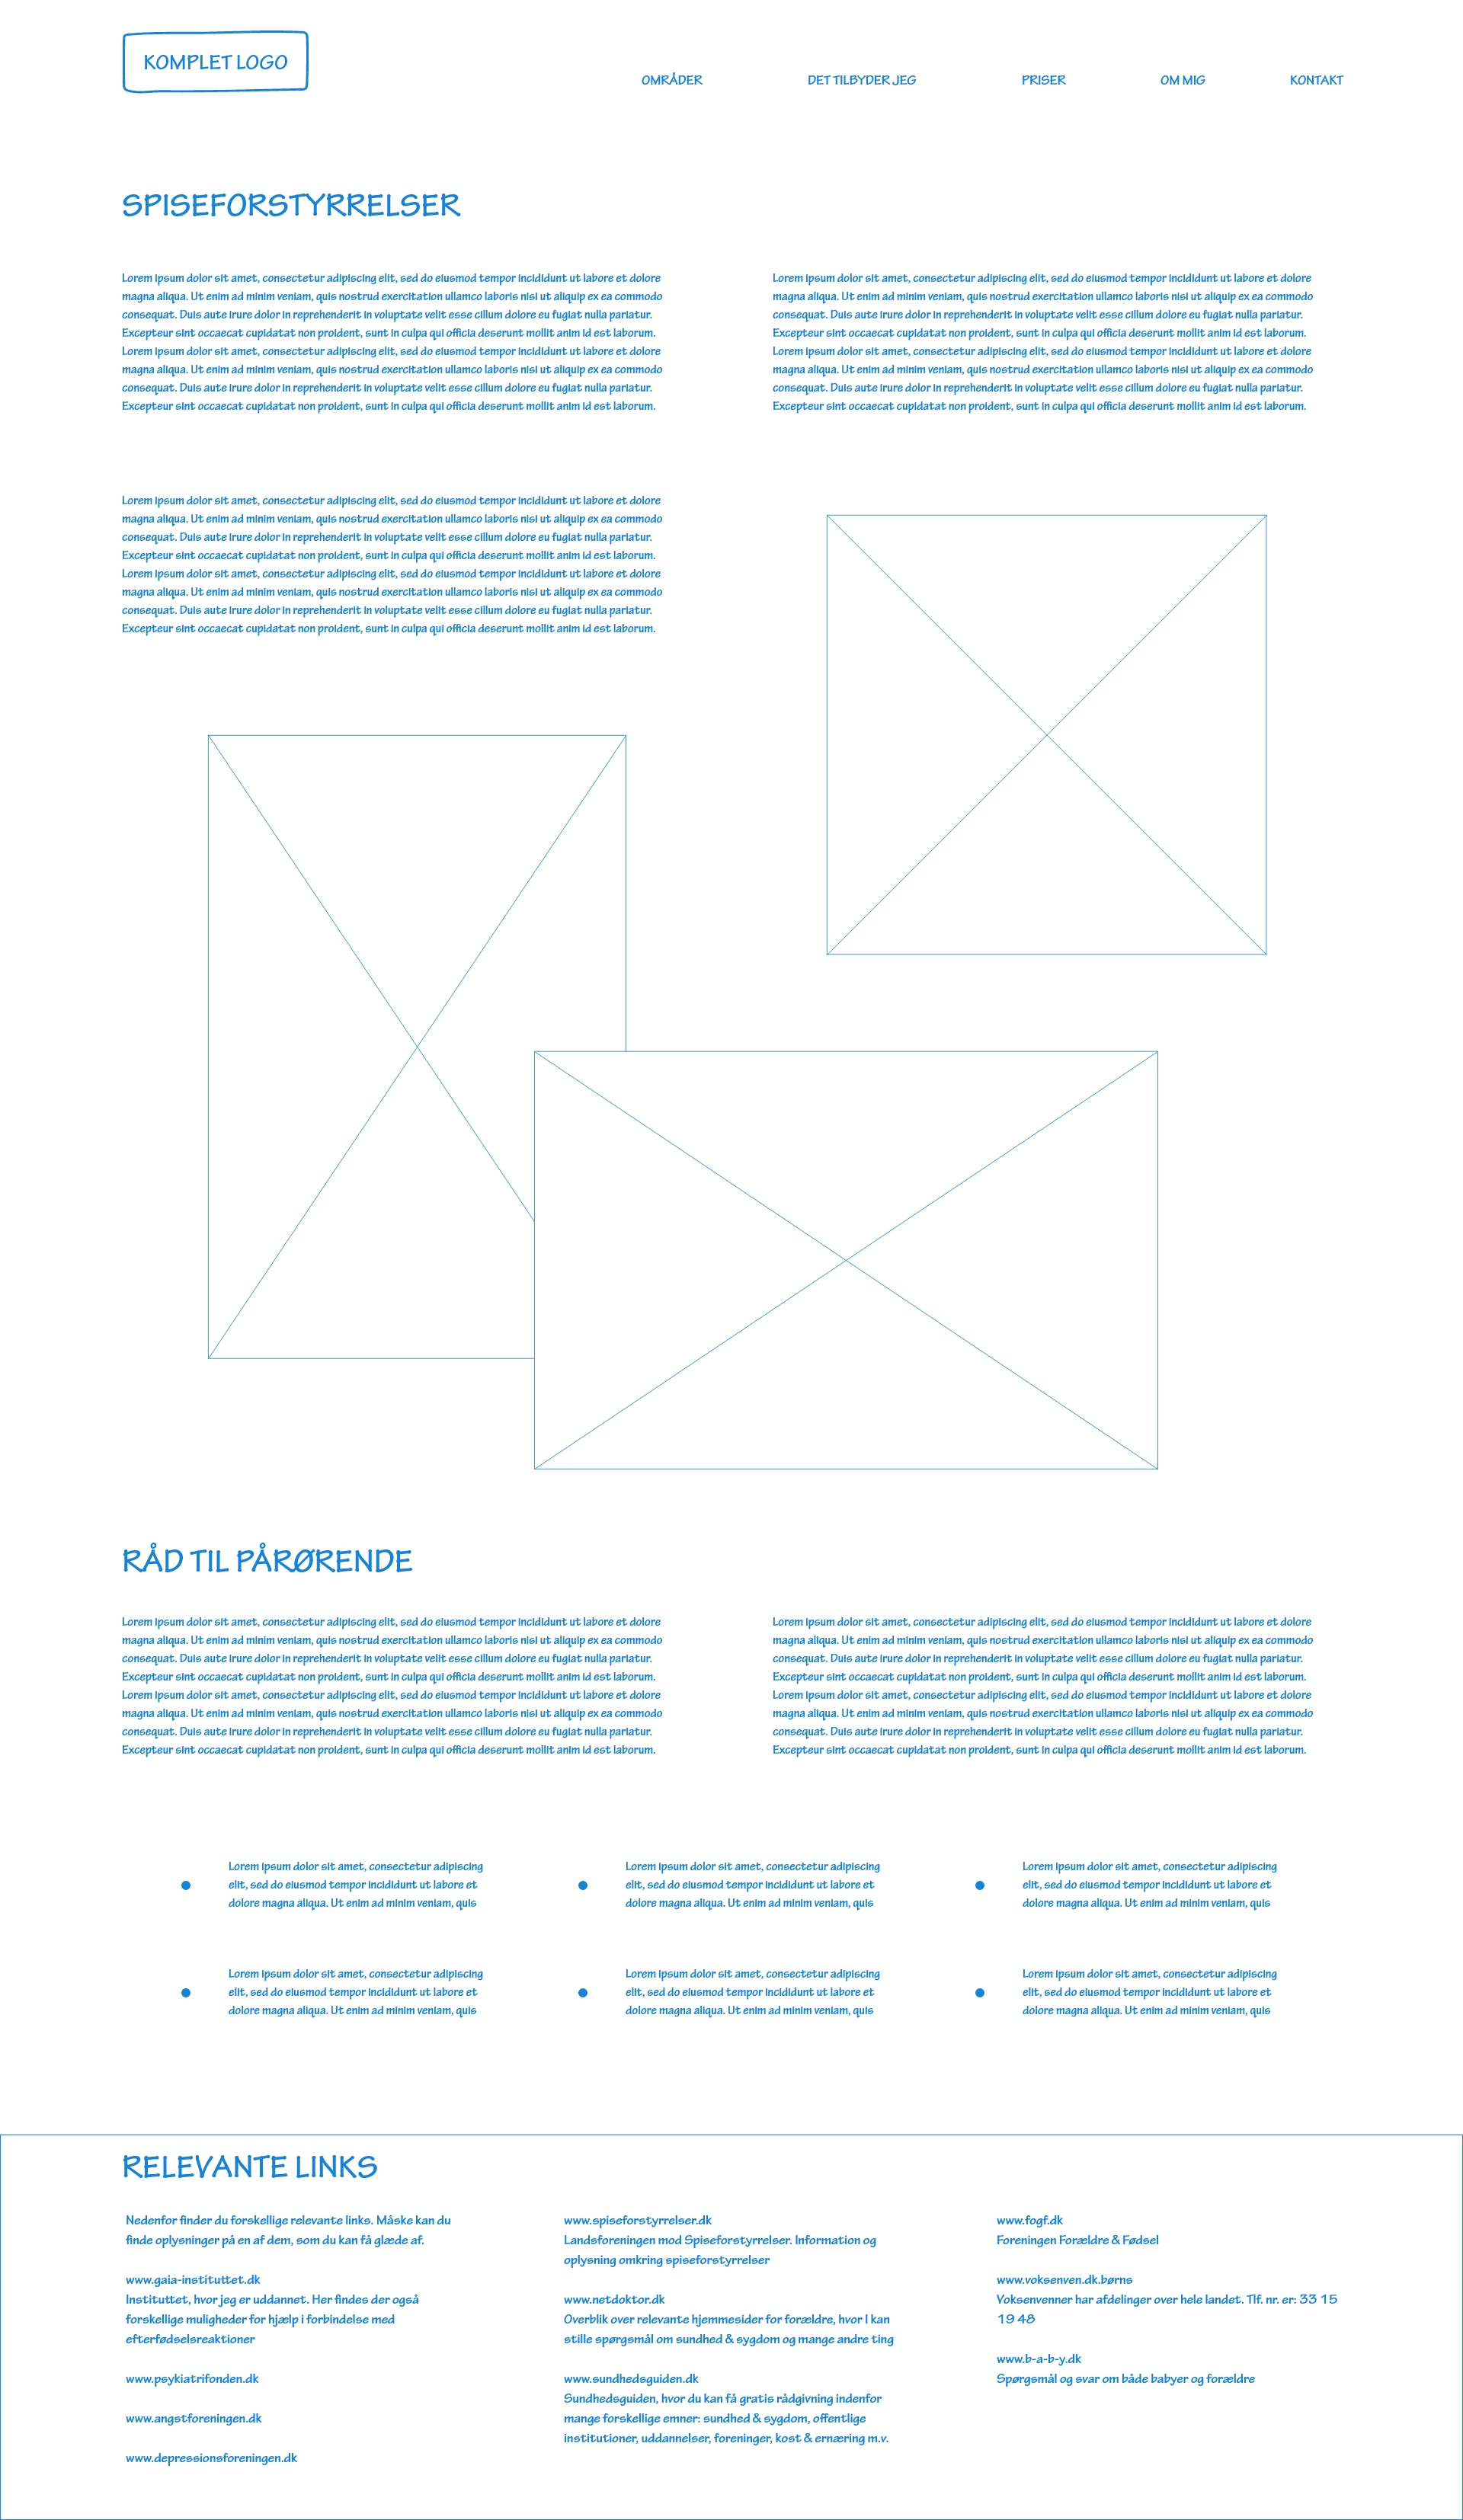 KOMPLET LOGO
OMRÅDER
DET TILBYDER JEG
PRISER
OM MIG
KONTAKT
SPISEFORSTYRRELSER
Lorem ipsum dolor sit amet, consectetur adipiscing elit, sed do eiusmod tempor incididunt ut labore et dolore
magna aliqua. Ut enim ad minim veniam, quis nostrud exercitation ullamco laboris nisi ut aliquip ex ea commodo
consequat. Duis aute irure dolor in reprehenderit in voluptate velit esse cillum dolore eu fugiat nulla pariatur.
Excepteur sint occaecat cupidatat non proident, sunt in culpa qui officia deserunt mollit anim id est laborum.
Lorem ipsum dolor sit amet, consectetur adipiscing elit, sed do eiusmod tempor incididunt ut labore et dolore
magna aliqua. Ut enim ad minim veniam, quis nostrud exercitation ullamco laboris nisi ut aliquip ex ea commodo
consequat. Duis aute irure dolor in reprehenderit in voluptate velit esse cillum dolore eu fugiat nulla pariatur.
Excepteur sint occaecat cupidatat non proident, sunt in culpa qui officia deserunt mollit anim id est laborum.
Lorem ipsum dolor sit amet, consectetur adipiscing elit, sed do eiusmod tempor incididunt ut labore et dolore
magna aliqua. Ut enim ad minim veniam, quis nostrud exercitation ullamco laboris nisi ut aliquip ex ea commodo
consequat. Duis aute irure dolor in reprehenderit in voluptate velit esse cillum dolore eu fugiat nulla pariatur.
Excepteur sint occaecat cupidatat non proident, sunt in culpa qui officia deserunt mollit anim id est laborum.
Lorem ipsum dolor sit amet, consectetur adipiscing elit, sed do eiusmod tempor incididunt ut labore et dolore
magna aliqua. Ut enim ad minim veniam, quis nostrud exercitation ullamco laboris nisi ut aliquip ex ea commodo
consequat. Duis aute irure dolor in reprehenderit in voluptate velit esse cillum dolore eu fugiat nulla pariatur.
Excepteur sint occaecat cupidatat non proident, sunt in culpa qui officia deserunt mollit anim id est laborum.
Lorem ipsum dolor sit amet, consectetur adipiscing elit, sed do eiusmod tempor incididunt ut labore et dolore
magna aliqua. Ut enim ad minim veniam, quis nostrud exercitation ullamco laboris nisi ut aliquip ex ea commodo
consequat. Duis aute irure dolor in reprehenderit in voluptate velit esse cillum dolore eu fugiat nulla pariatur.
Excepteur sint occaecat cupidatat non proident, sunt in culpa qui officia deserunt mollit anim id est laborum.
Lorem ipsum dolor sit amet, consectetur adipiscing elit, sed do eiusmod tempor incididunt ut labore et dolore
magna aliqua. Ut enim ad minim veniam, quis nostrud exercitation ullamco laboris nisi ut aliquip ex ea commodo
consequat. Duis aute irure dolor in reprehenderit in voluptate velit esse cillum dolore eu fugiat nulla pariatur.
Excepteur sint occaecat cupidatat non proident, sunt in culpa qui officia deserunt mollit anim id est laborum.
RÅD TIL PÅRØRENDE
Lorem ipsum dolor sit amet, consectetur adipiscing elit, sed do eiusmod tempor incididunt ut labore et dolore
magna aliqua. Ut enim ad minim veniam, quis nostrud exercitation ullamco laboris nisi ut aliquip ex ea commodo
consequat. Duis aute irure dolor in reprehenderit in voluptate velit esse cillum dolore eu fugiat nulla pariatur.
Excepteur sint occaecat cupidatat non proident, sunt in culpa qui officia deserunt mollit anim id est laborum.
Lorem ipsum dolor sit amet, consectetur adipiscing elit, sed do eiusmod tempor incididunt ut labore et dolore
magna aliqua. Ut enim ad minim veniam, quis nostrud exercitation ullamco laboris nisi ut aliquip ex ea commodo
consequat. Duis aute irure dolor in reprehenderit in voluptate velit esse cillum dolore eu fugiat nulla pariatur.
Excepteur sint occaecat cupidatat non proident, sunt in culpa qui officia deserunt mollit anim id est laborum.
Lorem ipsum dolor sit amet, consectetur adipiscing elit, sed do eiusmod tempor incididunt ut labore et dolore
magna aliqua. Ut enim ad minim veniam, quis nostrud exercitation ullamco laboris nisi ut aliquip ex ea commodo
consequat. Duis aute irure dolor in reprehenderit in voluptate velit esse cillum dolore eu fugiat nulla pariatur.
Excepteur sint occaecat cupidatat non proident, sunt in culpa qui officia deserunt mollit anim id est laborum.
Lorem ipsum dolor sit amet, consectetur adipiscing elit, sed do eiusmod tempor incididunt ut labore et dolore
magna aliqua. Ut enim ad minim veniam, quis nostrud exercitation ullamco laboris nisi ut aliquip ex ea commodo
consequat. Duis aute irure dolor in reprehenderit in voluptate velit esse cillum dolore eu fugiat nulla pariatur.
Excepteur sint occaecat cupidatat non proident, sunt in culpa qui officia deserunt mollit anim id est laborum.
Lorem ipsum dolor sit amet, consectetur adipiscing
elit, sed do eiusmod tempor incididunt ut labore et
dolore magna aliqua. Ut enim ad minim veniam, quis
Lorem ipsum dolor sit amet, consectetur adipiscing
elit, sed do eiusmod tempor incididunt ut labore et
dolore magna aliqua. Ut enim ad minim veniam, quis
Lorem ipsum dolor sit amet, consectetur adipiscing
elit, sed do eiusmod tempor incididunt ut labore et
dolore magna aliqua. Ut enim ad minim veniam, quis
Lorem ipsum dolor sit amet, consectetur adipiscing
elit, sed do eiusmod tempor incididunt ut labore et
dolore magna aliqua. Ut enim ad minim veniam, quis
Lorem ipsum dolor sit amet, consectetur adipiscing
elit, sed do eiusmod tempor incididunt ut labore et
dolore magna aliqua. Ut enim ad minim veniam, quis
Lorem ipsum dolor sit amet, consectetur adipiscing
elit, sed do eiusmod tempor incididunt ut labore et
dolore magna aliqua. Ut enim ad minim veniam, quis
RELEVANTE LINKS
Nedenfor finder du forskellige relevante links. Måske kan du
finde oplysninger på en af dem, som du kan få glæde af.
www.gaia-instituttet.dk
Instituttet, hvor jeg er uddannet. Her findes der også
forskellige muligheder for hjælp i forbindelse med
efterfødselsreaktioner
www.psykiatrifonden.dk
www.angstforeningen.dk
www.depressionsforeningen.dk
www.spiseforstyrrelser.dk
Landsforeningen mod Spiseforstyrrelser. Information og
oplysning omkring spiseforstyrrelser
www.netdoktor.dk
Overblik over relevante hjemmesider for forældre, hvor I kan
stille spørgsmål om sundhed & sygdom og mange andre ting
www.sundhedsguiden.dk
Sundhedsguiden, hvor du kan få gratis rådgivning indenfor
mange forskellige emner: sundhed & sygdom, offentlige
institutioner, uddannelser, foreninger, kost & ernæring m.v.
www.fogf.dk
Foreningen Forældre & Fødsel
www.voksenven.dk.børns
Voksenvenner har afdelinger over hele landet. Tlf. nr. er: 33 15
19 48
www.b-a-b-y.dk
Spørgsmål og svar om både babyer og forældre